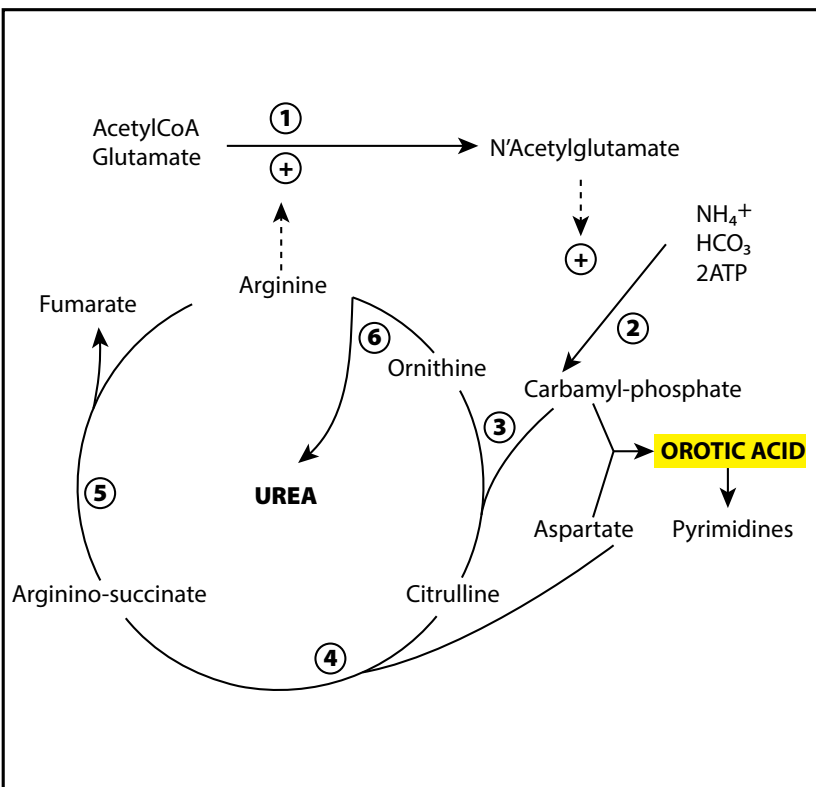 1
AcetylCoA
Glutamate
+
N'Acetylglutamate
NH₄+
HCO₃
2ATP
+
Arginine
Fumarate
2
6
Ornithine
Carbamyl-phosphate
3
OROTIC ACID
5
UREA
Aspartate
Pyrimidines
Arginino-succinate
Citrulline
4